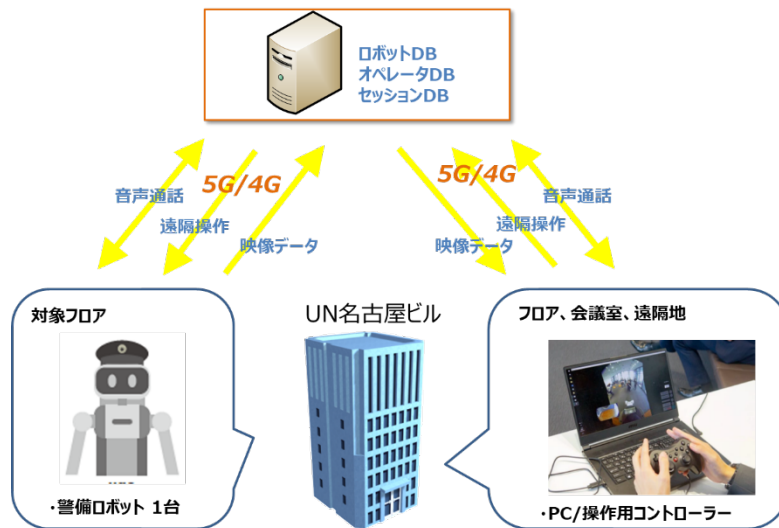 ロボットDB
オペレータDB
セッションDB
5G/4G
音声通話
遠隔操作
映像データ
5G/4G
音声通話
遠隔操作
映像データ
対象フロア
・警備ロボット 1台
UN名古屋ビル
フロア、会議室、遠隔地
・PC/操作用コントローラー